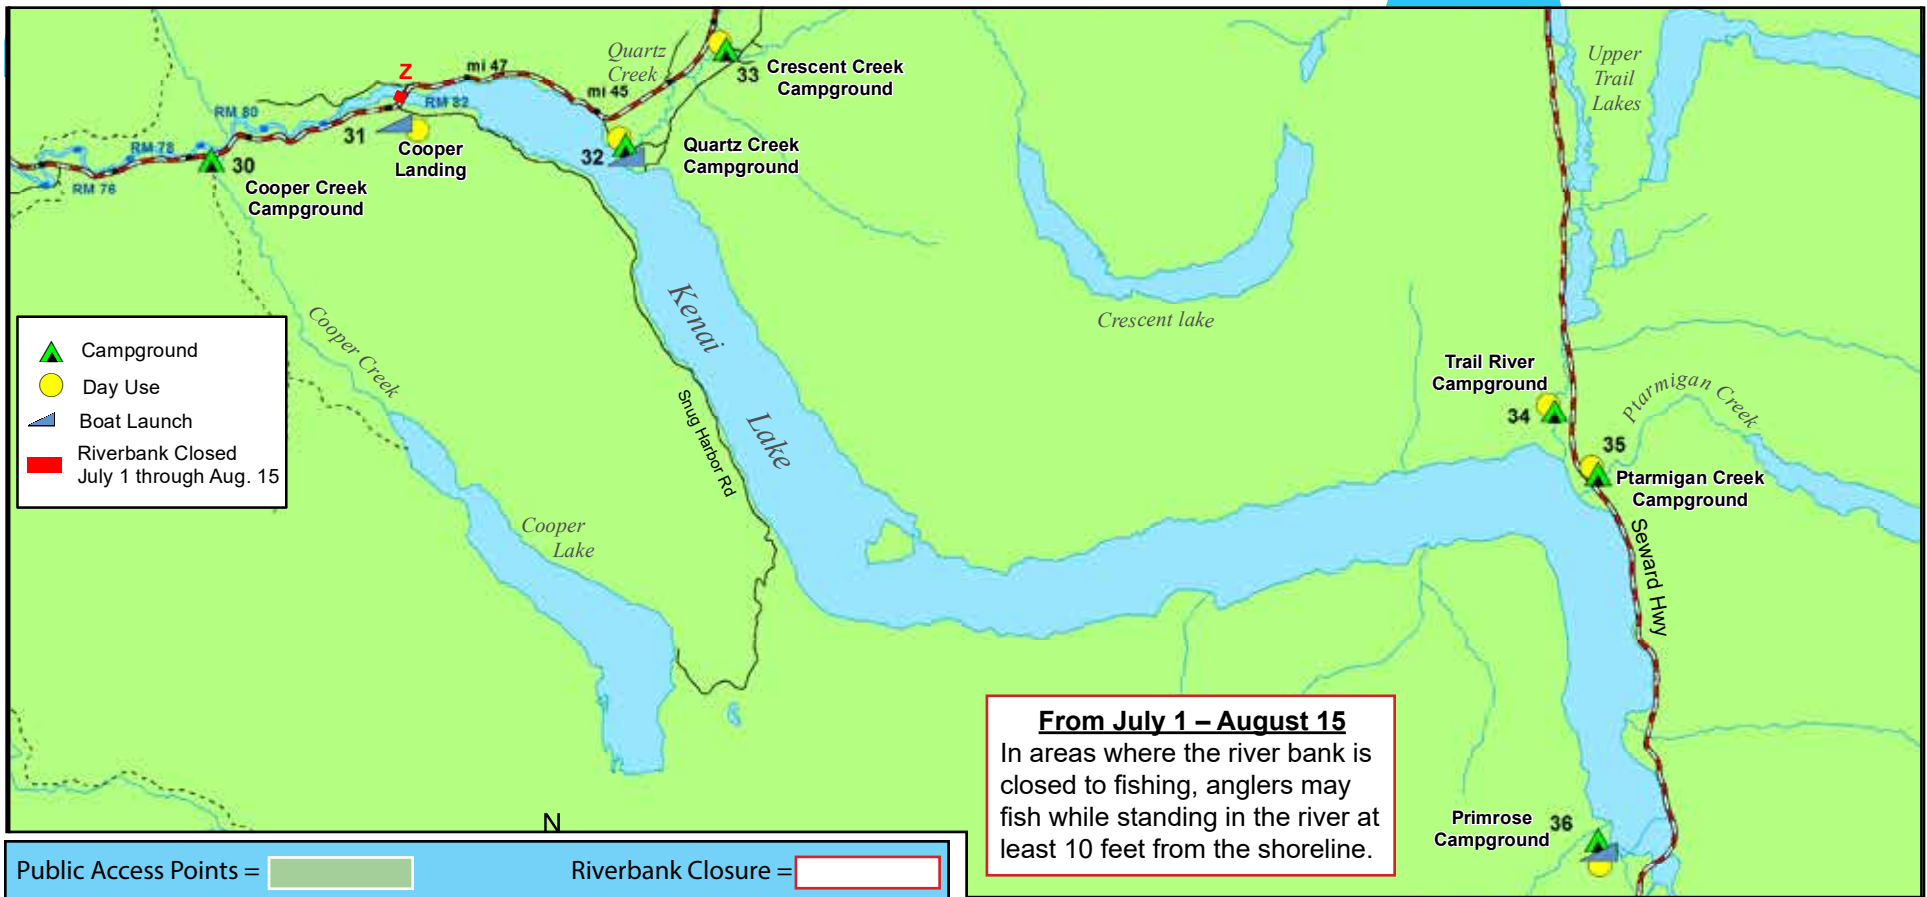 Quartz
Creek
Z
mi 47
33
Crescent Creek
Campground
Upper
Trail
Lakes
mi 45
RM 82
RM 80
31
Cooper
Landing
32
Quartz Creek
Campground
RM 78
30
RM 76
Cooper Creek
Campground
Kenai
Lake
Crescent lake
Cooper Creek
Snug Harbor Rd
Campground
Day Use
Boat Launch
Riverbank Closed
July 1 through Aug. 15
Trail River
Campground
34
Ptarmigan Creek
35
Ptarmigan Creek
Campground
Seward Hwy
Cooper
Lake
From July 1 – August 15
In areas where the river bank is
closed to fishing, anglers may
fish while standing in the river at
least 10 feet from the shoreline.
Primrose
Campground
36
N
Public Access Points =
Riverbank Closure =